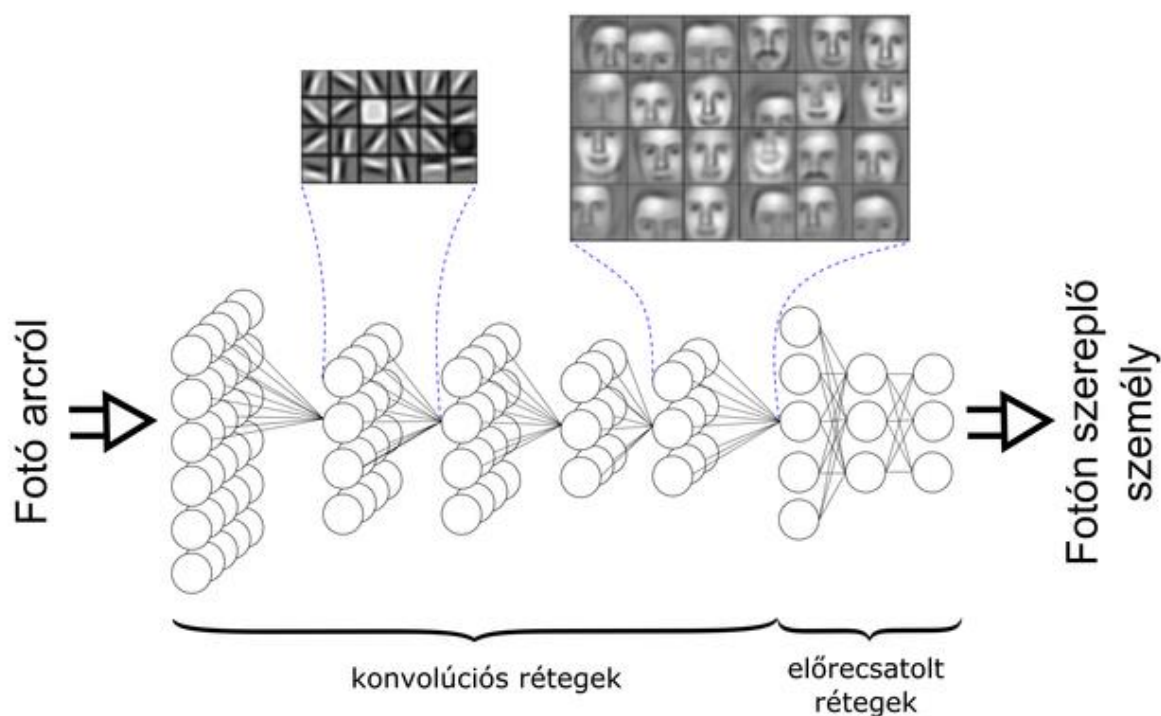 Fotó arcról
Fotón szereplő
személy
konvolúciós rétegek
előrecsatolt
rétegek